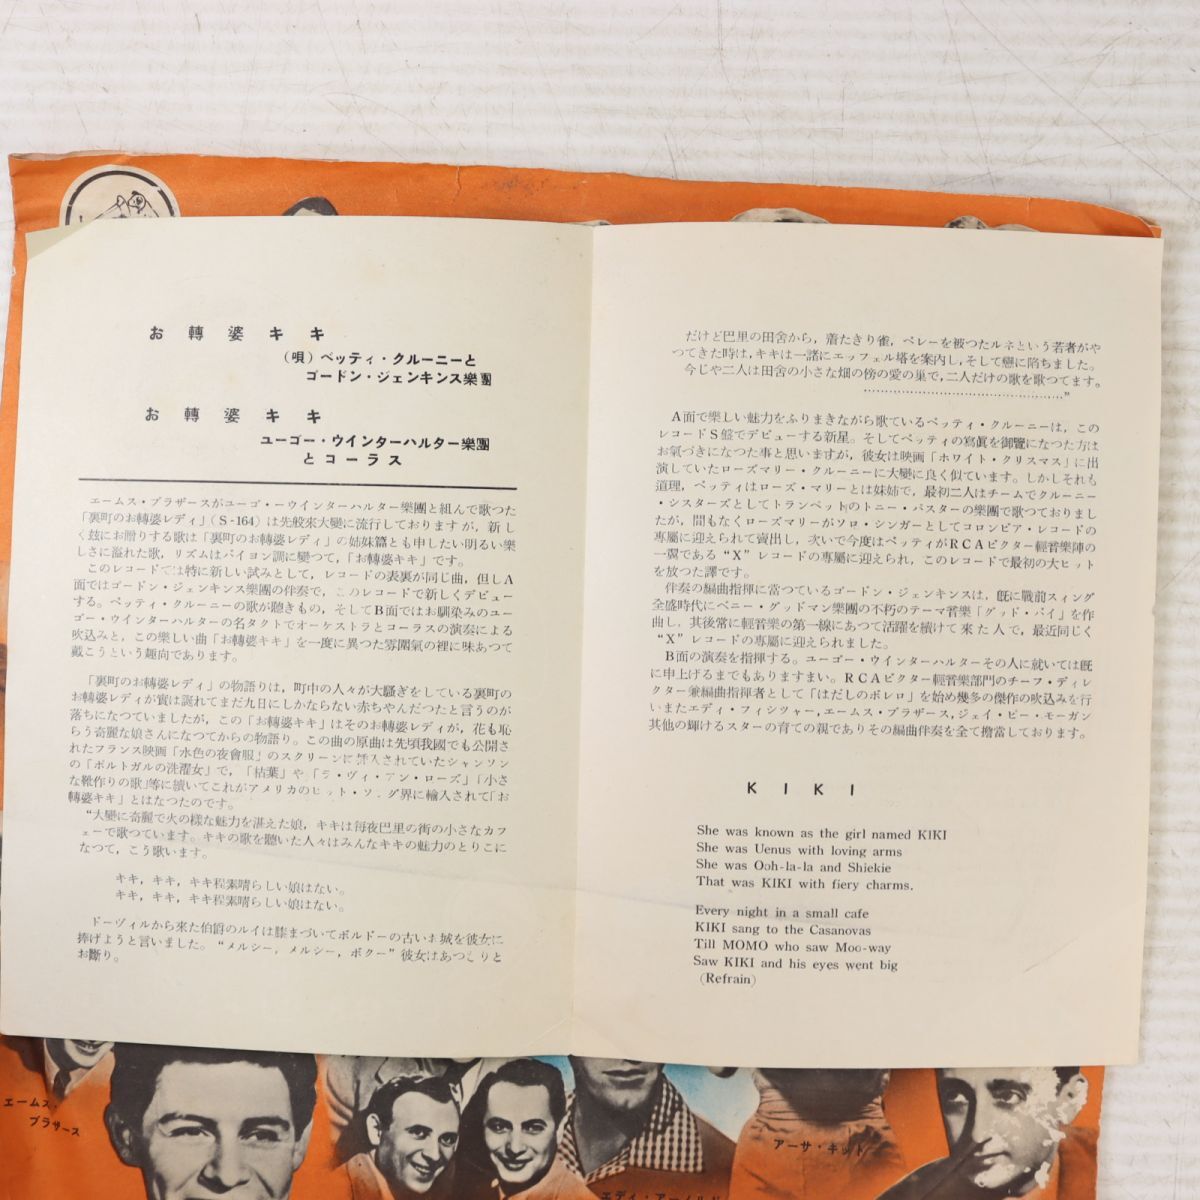 お轉婆キキ
（唄）ベッティ・クルーニーと
ゴードン・ジェンキンス樂團
お轉婆キキ
ユーゴー・ウインターハルター樂團
とコーラス
エームス・ブラザースがユーゴ・ーウインターハルター樂團と組んで歌つた
「裏町のお轉婆レディ」（S-164）は先般來大變に流行しておりますが，新し
く玆にお贈りする歌は「裏町のお轉婆レディ」の姉妹篇とも申したい明るい樂
しさに溢れた歌，リズムはバイヨン調に變つて，「お轉婆キキ」です。
このレコードでは特に新しい試みとして，レコードの表裏が同じ曲，但しA
面ではゴードン・ジェンキンス樂團の伴奏で，このレコードで新しくデビュー
する。ベッティ・クルーニーの歌が聴きもの，そしてB面ではお馴染みのユー
ゴー・ウインターハルターの名タクトでオーケストラとコーラスの演奏による
吹込みと，この樂しい曲「お轉婆キキ」を一度に異つた雰圍氣の裡に味あつて
戴こうという趣向であります。
「裏町のお轉婆レディ」の物語りは，町中の人々が大騒ぎをしている裏町の
お轉婆レディが實は誕れてまだ九日にしかならない赤ちやんだつたと言うのが
落ちになつていましたが，この「お轉婆キキ」はそのお轉婆レディが，花も恥
らう奇麗な娘さんになつてからの物語り。この曲の原曲は先頃我國でも公開さ
れたフランス映画「水色の夜會服」のスクリーンに挿入されていたシャンソン
の「ポルトガルの洗濯女」で，「枯葉」や「ラ・ヴィ・アン・ローズ」「小さ
な靴作りの歌」等に續いてこれがアメリカのヒット・ソング界に輸入されて「お
轉婆キキ」とはなつたのです。
“大變に奇麗で火の様な魅力を湛えた娘，キキは毎夜巴里の街の小さなカフ
ェーで歌つています。キキの歌を聽いた人々はみんなキキの魅力のとりこに
なつて，こう歌います。
キキ，キキ，キキ程素晴らしい娘はない。
キキ，キキ，キキ程素晴らしい娘はない。
ドーヴィルから來た伯爵のルイは膝まづいてボルドーの古いお城を彼女に
捧げようと言いました。“メルシー，メルシー，ボクー”彼女はあつさりと
お斷り。
だけど巴里の田舍から，着たきり雀，ベレーを被つたルネという若者がや
つてきた時は，キキは一諸にエッフェル塔を案内し，そして戀に陷ちました。
今じや二人は田舍の小さな畑の傍の愛の巣で，二人だけの歌を歌つてます。
……………………………………………”
A面で樂しい魅力をふりまきながら歌ているベッティ・クルーニーは，この
レコードS盤でデビューする新星。そしてベッティの寫眞を御覽になつた方は
お氣づきになつた事と思いますが，彼女は映画「ホワイト・クリスマス」に出
演していたローズマリー・クルーニーに大變に良く似ています。しかしそれも
道理，ベッティはローズ・マリーとは姉妹で，最初二人はチームでクルーニー
・シスターズとしてトランペットのトニー・パスターの樂團で歌つておりまし
たが，間もなくローズマリーがソロ・シンガーとしてコロンビア・レコードの
專屬に迎えられて賣出し，次いで今度はベッティがRCAビクター輕音樂陣の
一翼である“X”レコードの專屬に迎えられ，このレコードで最初の大ヒット
を放つた譯です。
伴奏の編曲指揮に當つているゴードン・ジェンキンスは，既に戰前スィング
全盛時代にベニー・グッドマン樂團の不朽のテーマ音樂「グッド・バイ」を作
曲し，其後常に輕音樂の第一線にあつて活躍を續けて來た人で，最近同じく
“X”レコードの專屬に迎えられました。
B面の演奏を指揮する。ユーゴー・ウインターハルターその人に就いては既
に申上げるまでもありますまい。RCAビクター輕音樂部門のチーフ・ディレ
クター兼編曲指揮者として「はだしのボレロ」を始め幾多の傑作の吹込みを行
いまたエディ・フィシャー，エームス・ブラザース，ジェイ・ピー・モーガン
其他の輝けるスターの育ての親でありその編曲伴奏を全て擔當しております。
KIKI
She was known as the girl named KIKI
She was Uenus with loving arms
She was Ooh-la-la and Shiekie
That was KIKI with fiery charms.
Every night in a small cafe
KIKI sang to the Casanovas
Till MOMO who saw Moo-way
Saw KIKI and his eyes went big
(Refrain)
エームス・
ブラザース
アーサ・キット
エディ・アーノルド